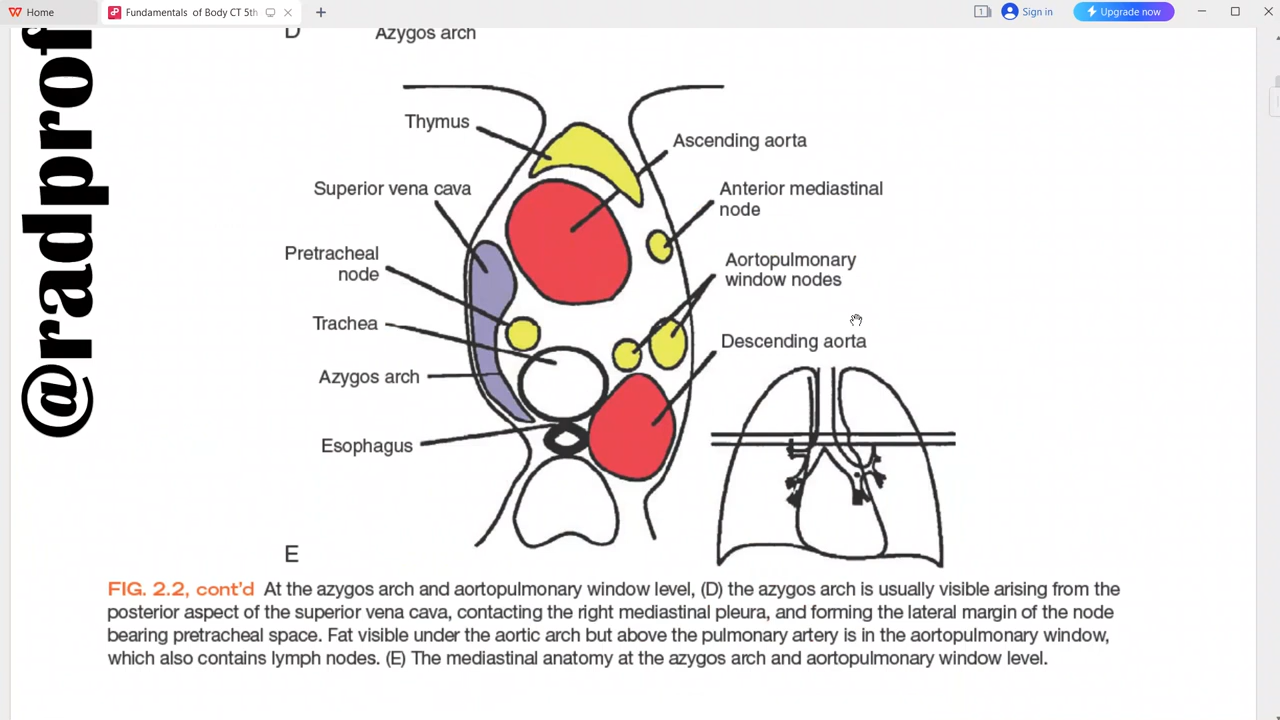 Home
Fundamentals of Body CT 5th
1
Sign in
Upgrade now
@radprof
D
Azygos arch
Thymus
Ascending aorta
Superior vena cava
Anterior mediastinal
node
Pretracheal
node
Aortopulmonary
window nodes
Trachea
Descending aorta
Azygos arch
Esophagus
E
FIG. 2.2, cont'd At the azygos arch and aortopulmonary window level, (D) the azygos arch is usually visible arising from the
posterior aspect of the superior vena cava, contacting the right mediastinal pleura, and forming the lateral margin of the node
bearing pretracheal space. Fat visible under the aortic arch but above the pulmonary artery is in the aortopulmonary window,
which also contains lymph nodes. (E) The mediastinal anatomy at the azygos arch and aortopulmonary window level.